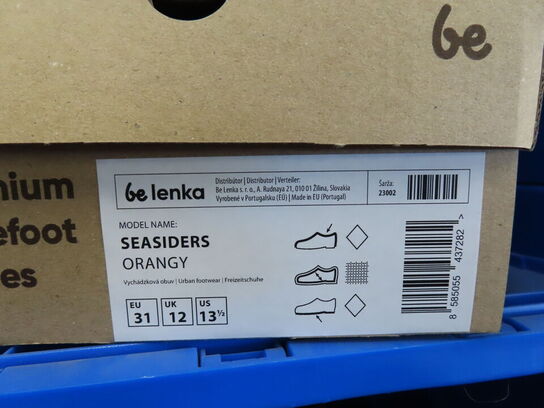 be
mium
efoot
es
be lenka
Distribútor | Distributor | Verteiler:
Be Lenka s. r. o., A. Rudnaya 21, 010 01 Žilina, Slovakia
Vyrobené v Portugalsku (EÚ) | Made in EU (Portugal)
Šarža:
23002
MODEL NAME:
SEASIDERS
ORANGY
Vychádzková obuv | Urban footwear | Freizeitschuhe
EU 31 UK 12 US 13½
8 585055 437282 >